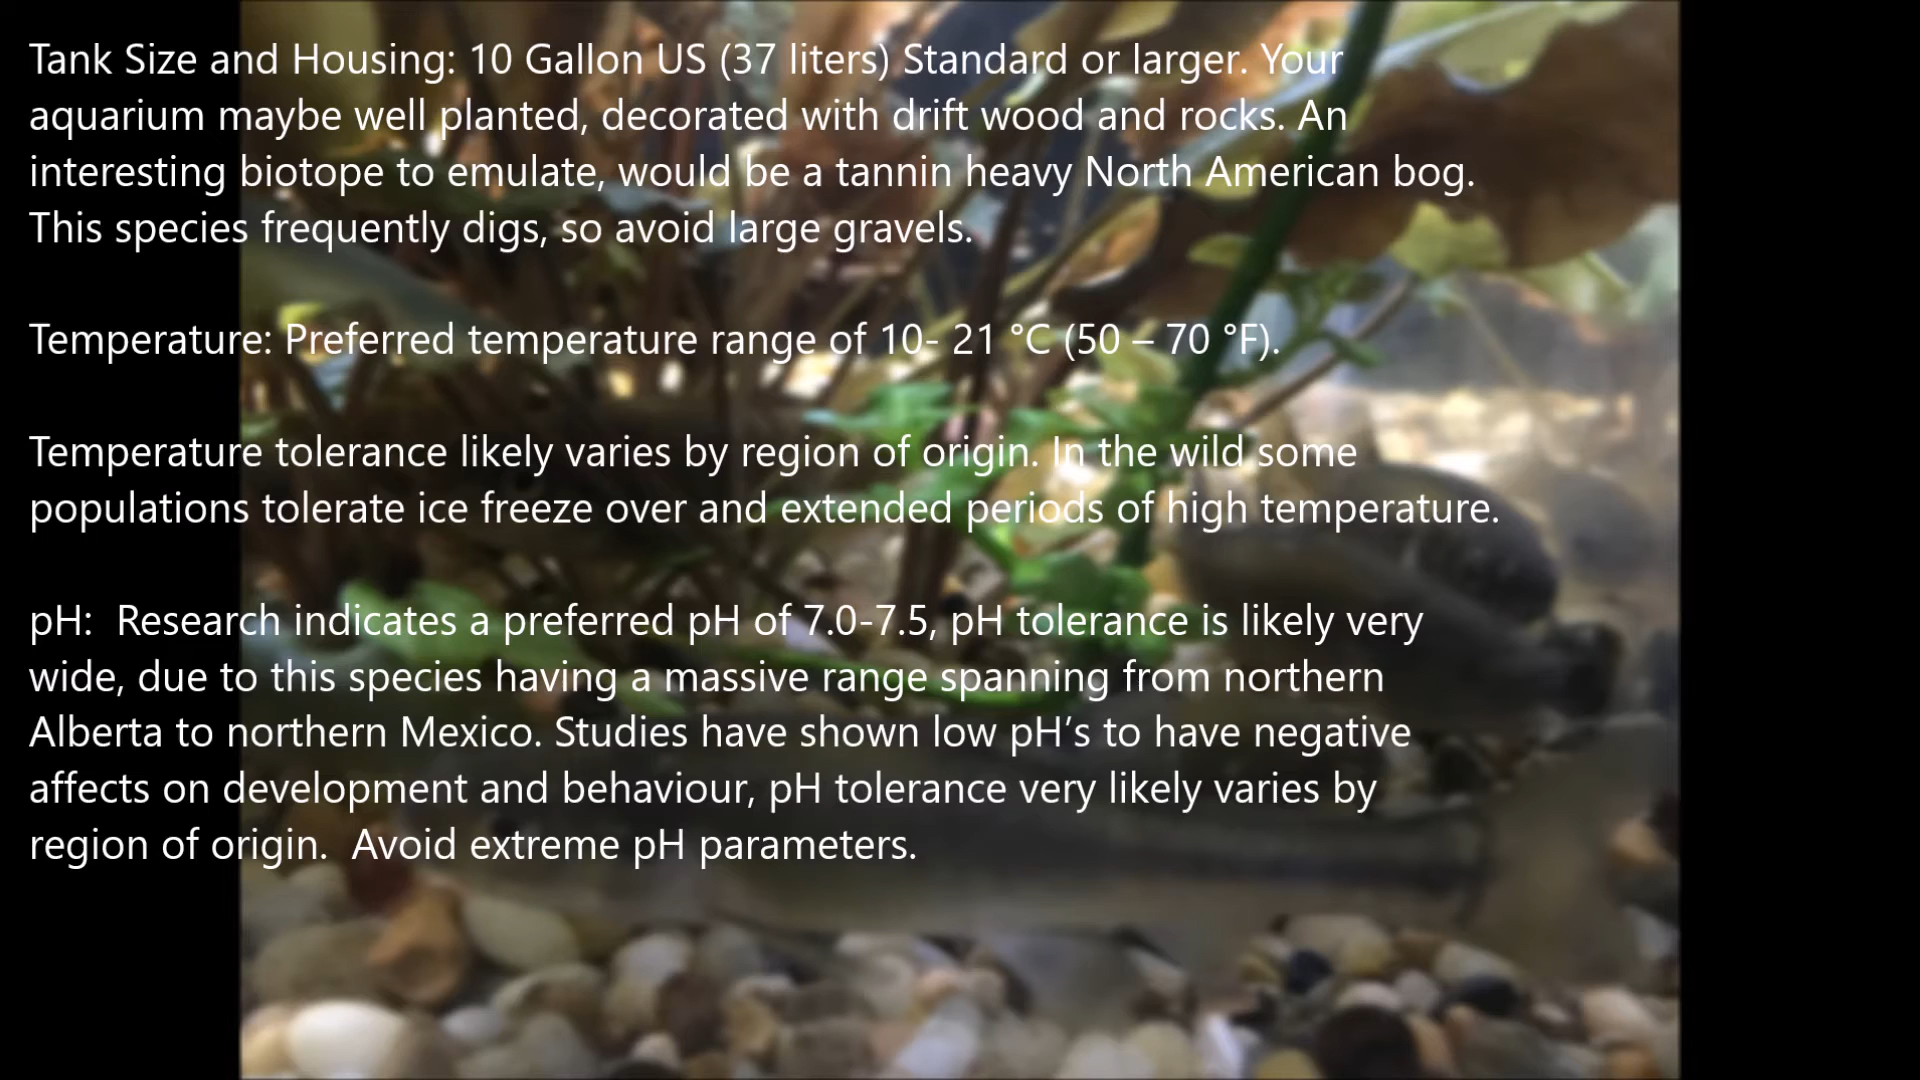 Tank Size and Housing: 10 Gallon US (37 liters) Standard or larger. Your
aquarium maybe well planted, decorated with drift wood and rocks. An
interesting biotope to emulate, would be a tannin heavy North American bog.
This species frequently digs, so avoid large gravels.
Temperature: Preferred temperature range of 10- 21 °C (50 – 70 °F).
Temperature tolerance likely varies by region of origin. In the wild some
populations tolerate ice freeze over and extended periods of high temperature.
pH:  Research indicates a preferred pH of 7.0-7.5, pH tolerance is likely very
wide, due to this species having a massive range spanning from northern
Alberta to northern Mexico. Studies have shown low pH’s to have negative
affects on development and behaviour, pH tolerance very likely varies by
region of origin.  Avoid extreme pH parameters.